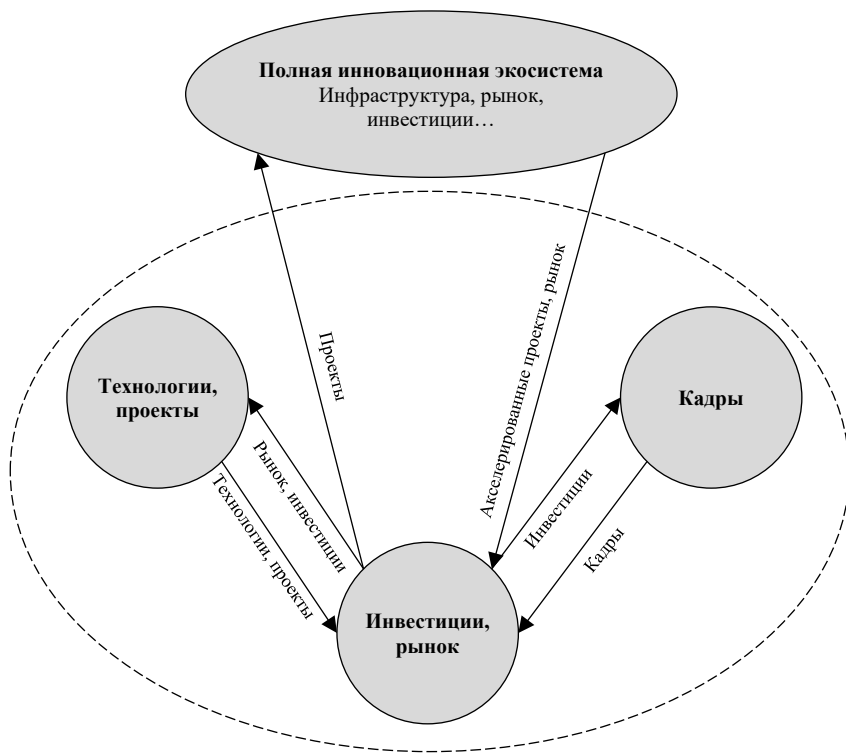 Полная инновационная экосистема
Инфраструктура, рынок,
инвестиции…
Проекты
Акселерированные проекты, рынок
Технологии,
проекты
Кадры
Рынок, инвестиции
Технологии, проекты
Инвестиции
Кадры
Инвестиции,
рынок